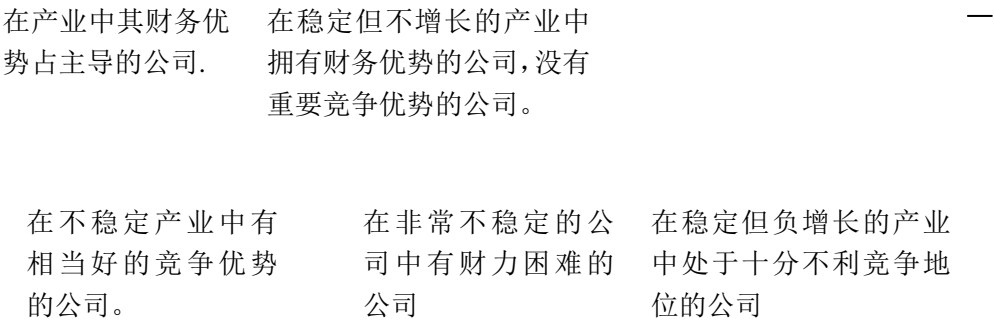 在产业中其财务优
势占主导的公司.
在稳定但不增长的产业中
拥有财务优势的公司,没有
重要竞争优势的公司。
在不稳定产业中有
相当好的竞争优势
的公司。
在非常不稳定的公
司中有财力困难的
公司
在稳定但负增长的产业
中处于十分不利竞争地
位的公司